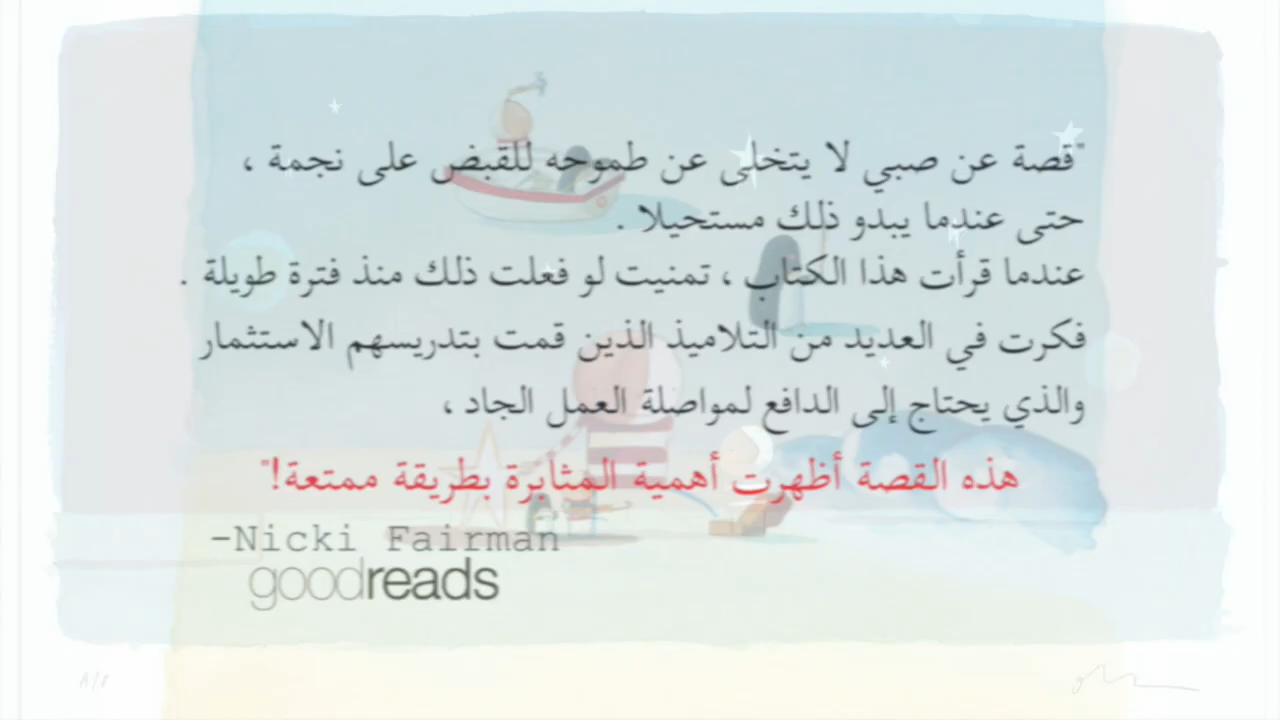 "قصة عن صبي لا يتخلى عن طموحه للقبض على نجمة ،
حتى عندما يبدو ذلك مستحيلا .
عندما قرأت هذا الكتاب ، تمنيت لو فعلت ذلك منذ فترة طويلة .
فكرت في العديد من التلاميذ الذين قمت بتدريسهم الاستثمار
والذي يحتاج إلى الدافع لمواصلة العمل الجاد ،
هذه القصة أظهرت أهمية المثابرة بطريقة ممتعة!"
-Nicki Fairman
goodreads